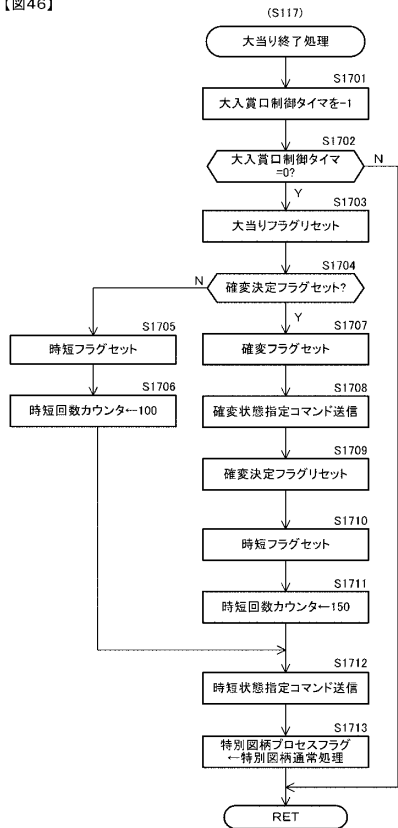 【図46】
(S117)
大当り終了処理
S1701
大入賞口制御タイマを-1
S1702
大入賞口制御タイマ
=0?
N
Y
S1703
大当りフラグリセット
S1704
確変決定フラグセット?
N
Y
S1705
時短フラグセット
S1706
時短回数カウンタ←100
S1707
確変フラグセット
S1708
確変状態指定コマンド送信
S1709
確変決定フラグリセット
S1710
時短フラグセット
S1711
時短回数カウンタ←150
S1712
時短状態指定コマンド送信
S1713
特別図柄プロセスフラグ
←特別図柄通常処理
RET